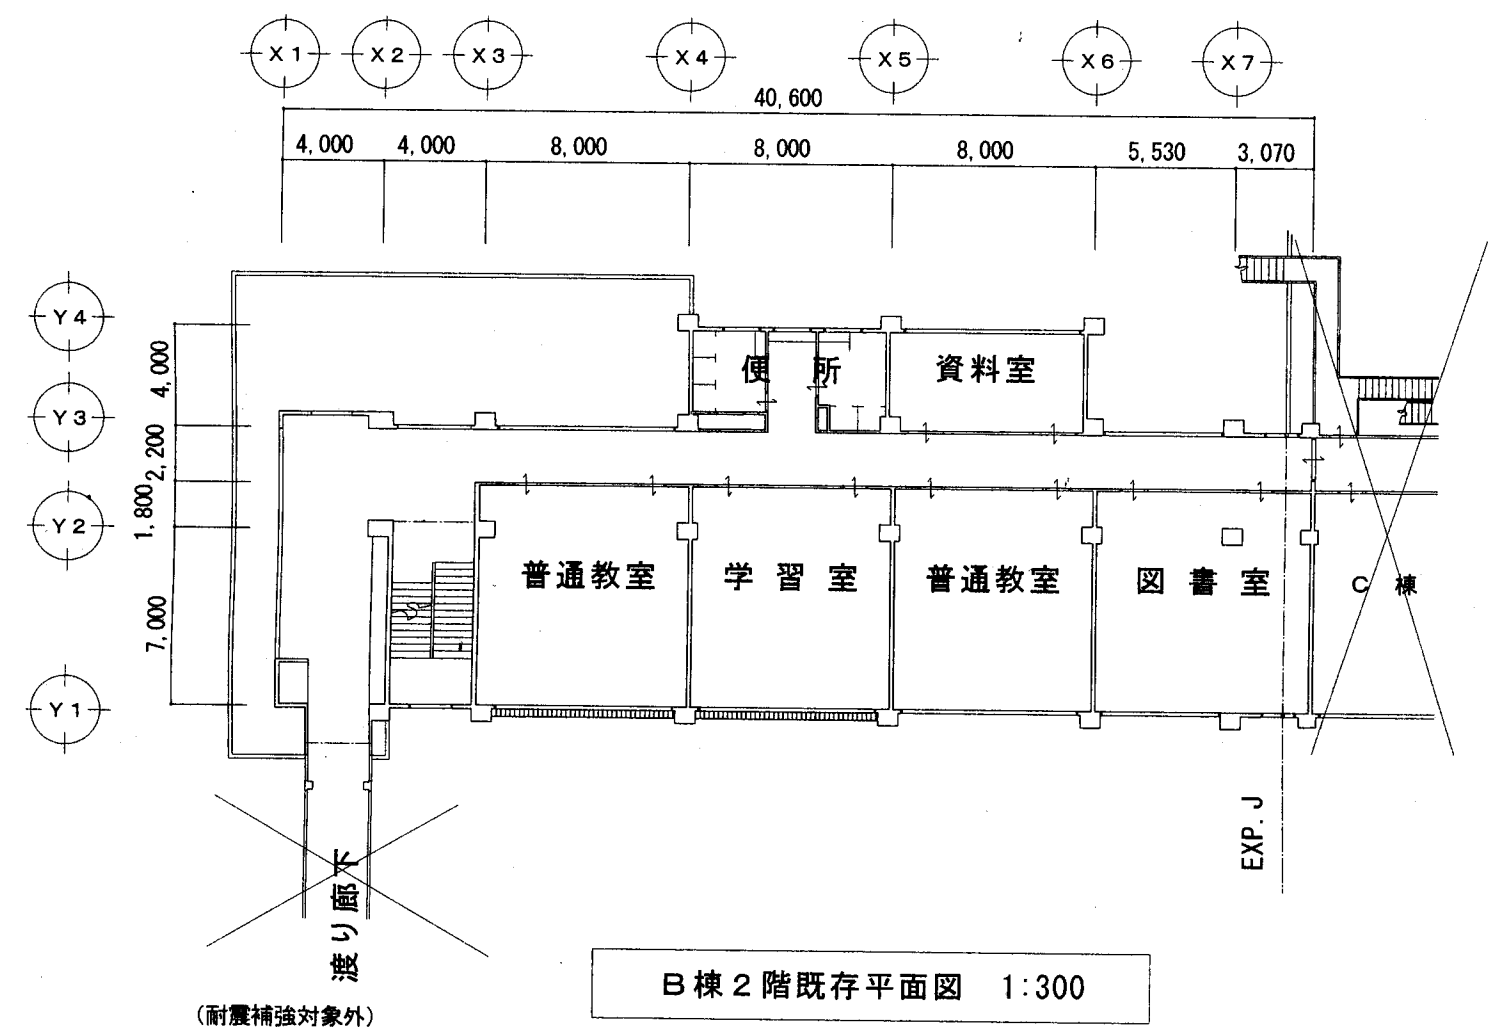 X1 X2 X3 X4 X5 X6 X7
40,600
4,000 4,000 8,000 8,000 8,000 5,530 3,070
Y4
4,000
便所 資料室
Y3
2,200
1,800
Y2
普通教室 学習室 普通教室 図書室 C棟
7,000
Y1
EXP.J
渡り廊下
B棟2階既存平面図 1:300
(耐震補強対象外)